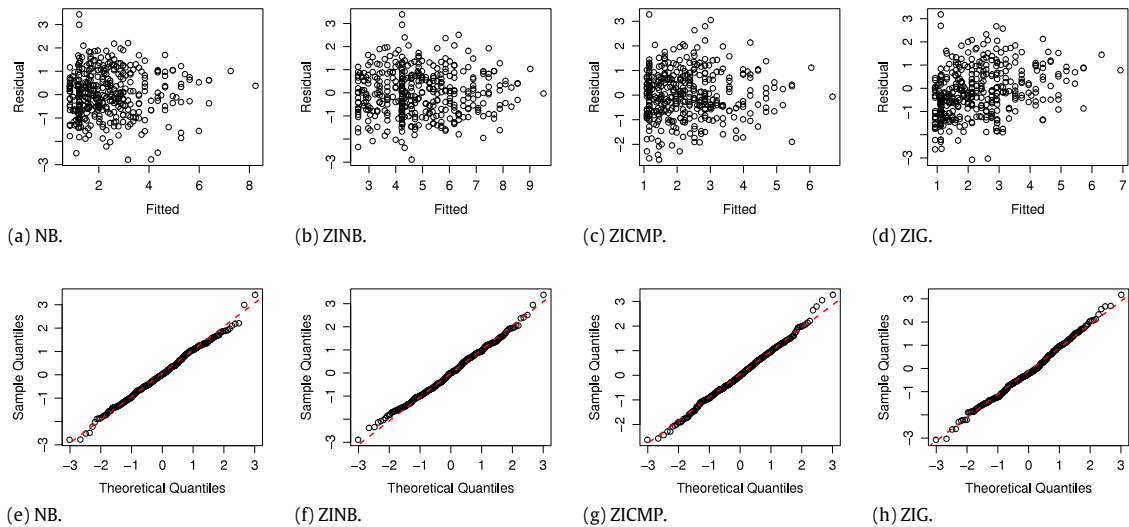 3
2
1
0
-1
-3
Residual
2 4 6 8
Fitted
(a) NB.
3
2
1
0
-1
-3
Residual
3 4 5 6 7 8 9
Fitted
(b) ZINB.
3
2
1
0
-1
-2
Residual
1 2 3 4 5 6
Fitted
(c) ZICMP.
3
2
1
0
-1
-3
Residual
1 2 3 4 5 6 7
Fitted
(d) ZIG.
3
2
1
0
-1
-3
Sample Quantiles
-3 -2 -1 0 1 2 3
Theoretical Quantiles
(e) NB.
3
2
1
0
-1
-3
Sample Quantiles
-3 -2 -1 0 1 2 3
Theoretical Quantiles
(f) ZINB.
3
2
1
0
-1
-2
Sample Quantiles
-3 -2 -1 0 1 2 3
Theoretical Quantiles
(g) ZICMP.
3
2
1
0
-1
-3
Sample Quantiles
-3 -2 -1 0 1 2 3
Theoretical Quantiles
(h) ZIG.